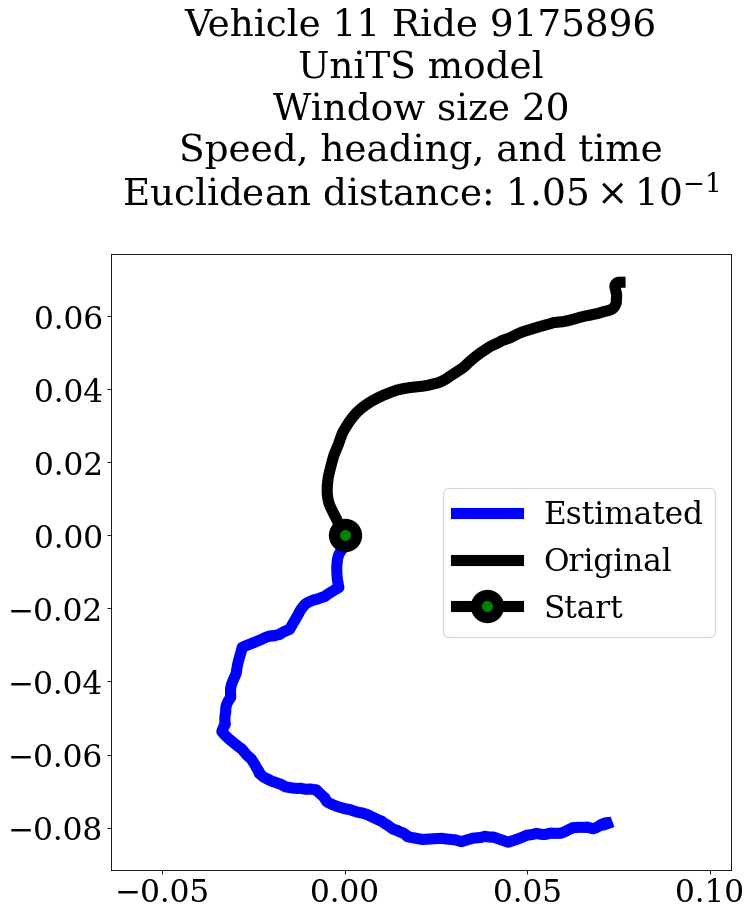 Vehicle 11 Ride 9175896
UniTS model
Window size 20
Speed, heading, and time
Euclidean distance: 1.05 × 10⁻¹
0.06
0.04
0.02
0.00
−0.02
−0.04
−0.06
−0.08
Estimated
Original
Start
−0.05 0.00 0.05 0.10